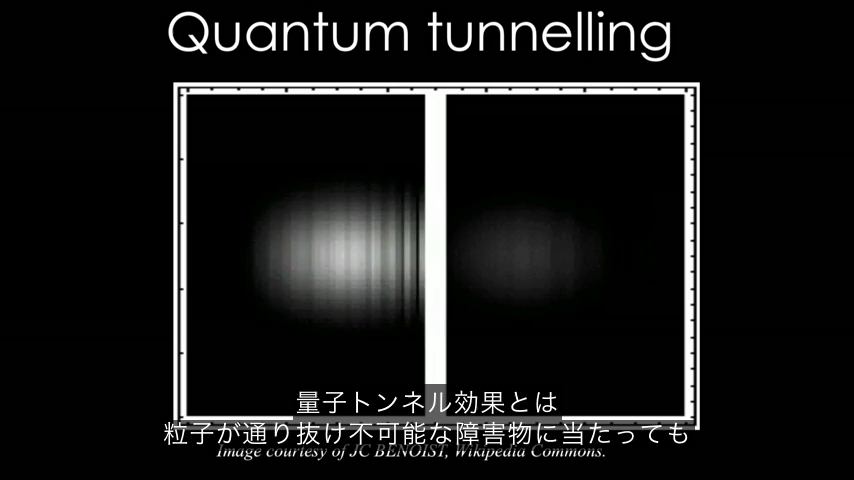 Quantum tunnelling
量子トンネル効果とは
粒子が通り抜け不可能な障害物に当たっても
Image courtesy of JC BENOIST, Wikipedia Commons.